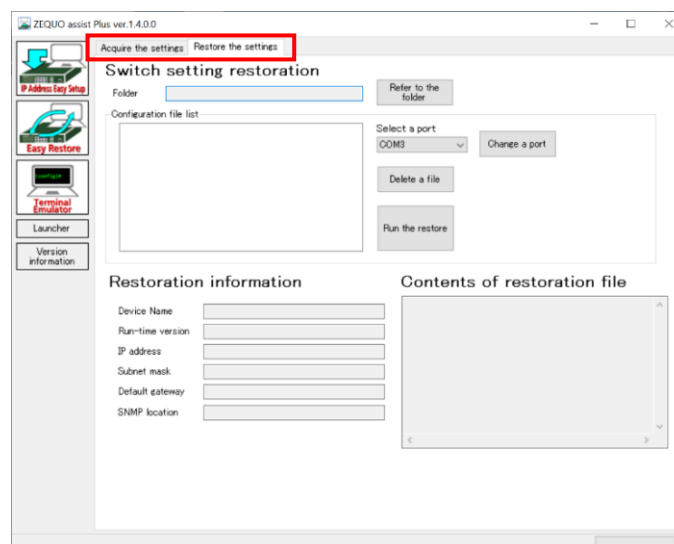 ZEQUO assist Plus ver.1.4.0.0
Acquire the settings
Restore the settings
IP Address Easy Setup
Easy Restore
Terminal
Emulator
Launcher
Version
information
Switch setting restoration
Folder
Refer to the
folder
Configuration file list
Select a port
COM3
Change a port
Delete a file
Run the restore
Restoration information
Device Name
Run-time version
IP address
Subnet mask
Default gateway
SNMP location
Contents of restoration file